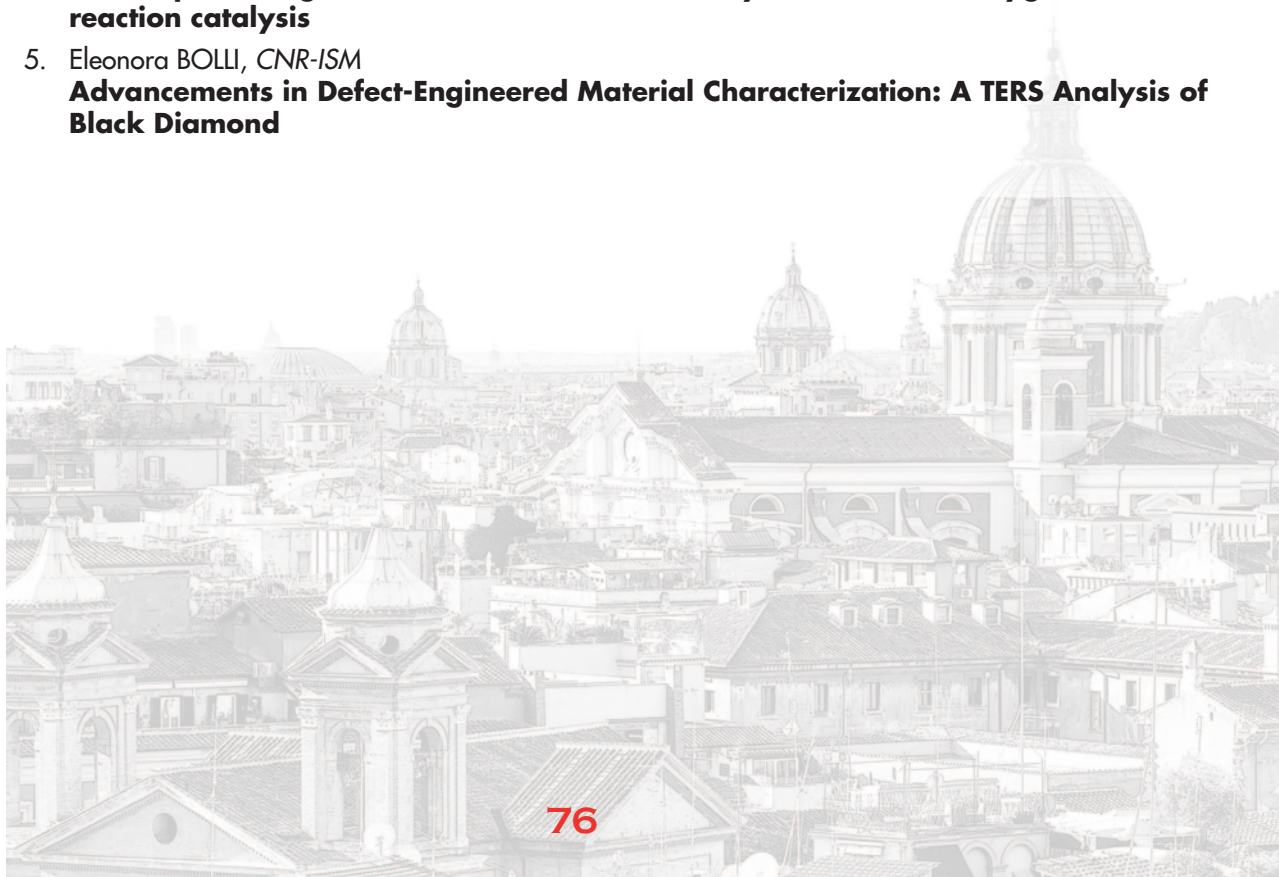 reaction catalysis
5. Eleonora BOLLI, CNR-ISM
Advancements in Defect-Engineered Material Characterization: A TERS Analysis of
Black Diamond
76